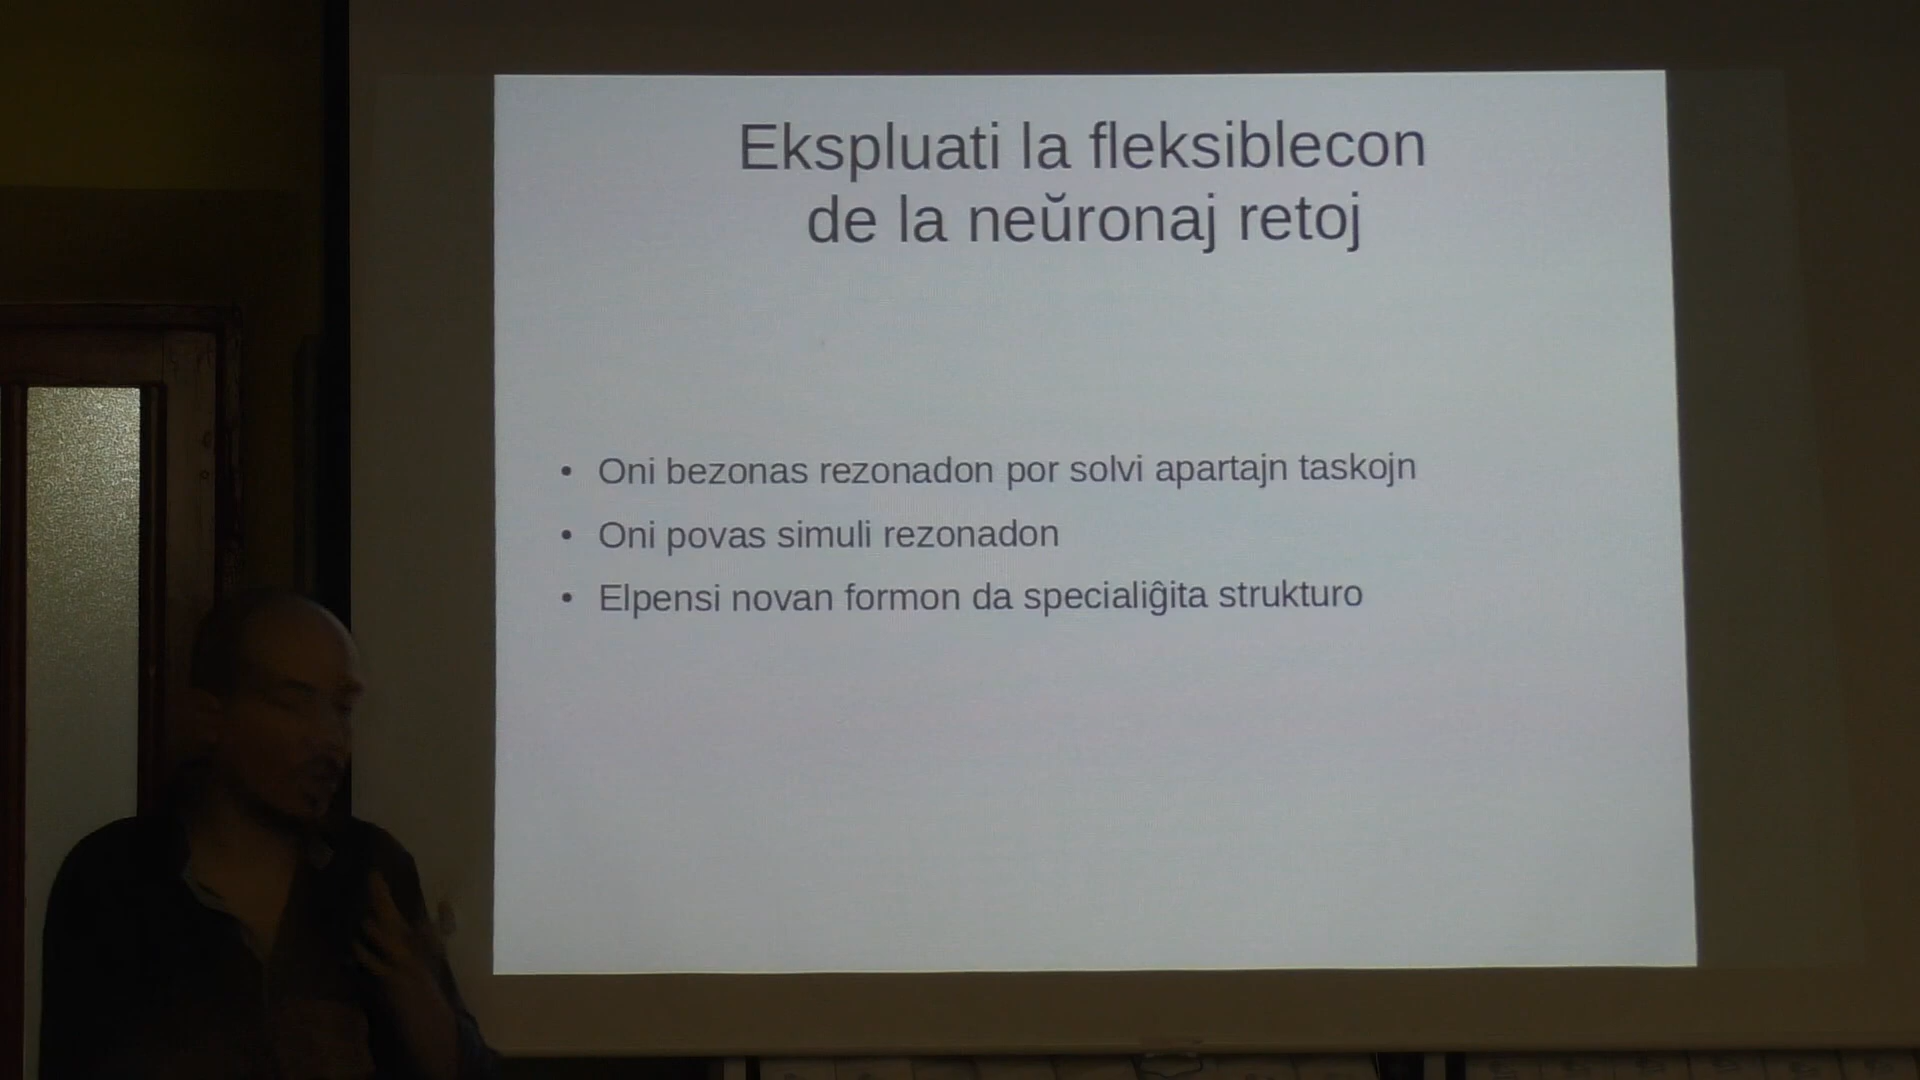 Ekspluati la fleksiblecon
de la neŭronaj retoj
• Oni bezonas rezonadon por solvi apartajn taskojn
• Oni povas simuli rezonadon
• Elpensi novan formon da specialiĝita strukturo